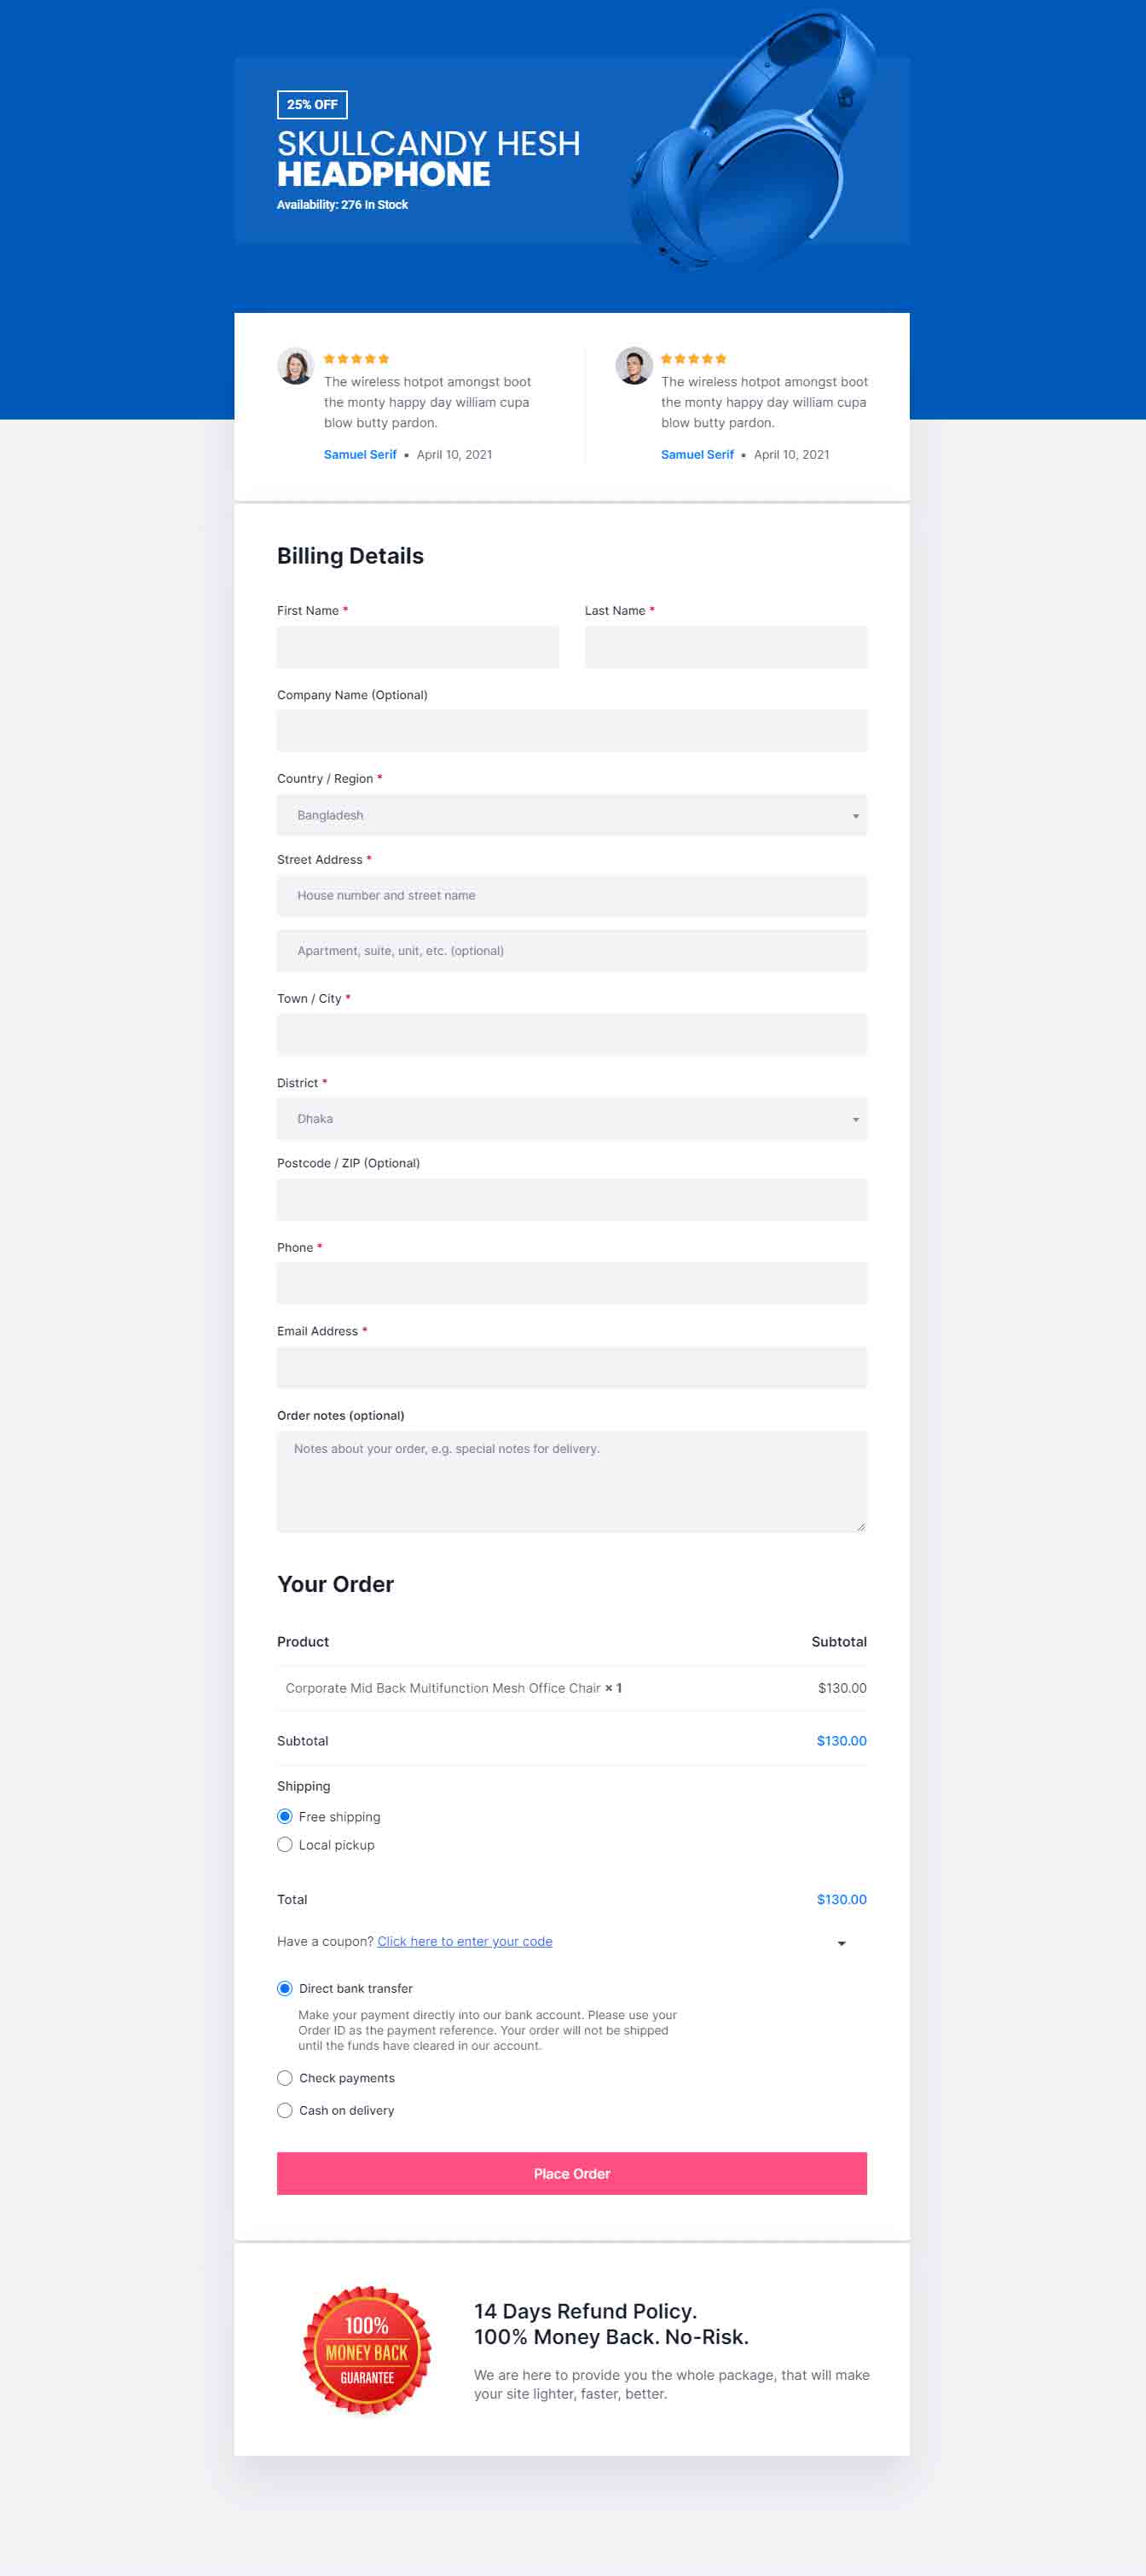 25% OFF
SKULLCANDY HESH
HEADPHONE
Availability: 276 In Stock
The wireless hotpot amongst boot
the monty happy day william cupa
blow butty pardon.
Samuel Serif • April 10, 2021
The wireless hotpot amongst boot
the monty happy day william cupa
blow butty pardon.
Samuel Serif • April 10, 2021
Billing Details
First Name *
Last Name *
Company Name (Optional)
Country / Region *
Bangladesh
Street Address *
House number and street name
Apartment, suite, unit, etc. (optional)
Town / City *
District *
Dhaka
Postcode / ZIP (Optional)
Phone *
Email Address *
Order notes (optional)
Notes about your order, e.g. special notes for delivery.
Your Order
Product Subtotal
Corporate Mid Back Multifunction Mesh Office Chair × 1 $130.00
Subtotal $130.00
Shipping
Free shipping
Local pickup
Total $130.00
Have a coupon? Click here to enter your code
Direct bank transfer
Make your payment directly into our bank account. Please use your
Order ID as the payment reference. Your order will not be shipped
until the funds have cleared in our account.
Check payments
Cash on delivery
Place Order
100%
MONEY BACK
GUARANTEE
14 Days Refund Policy.
100% Money Back. No-Risk.
We are here to provide you the whole package, that will make
your site lighter, faster, better.